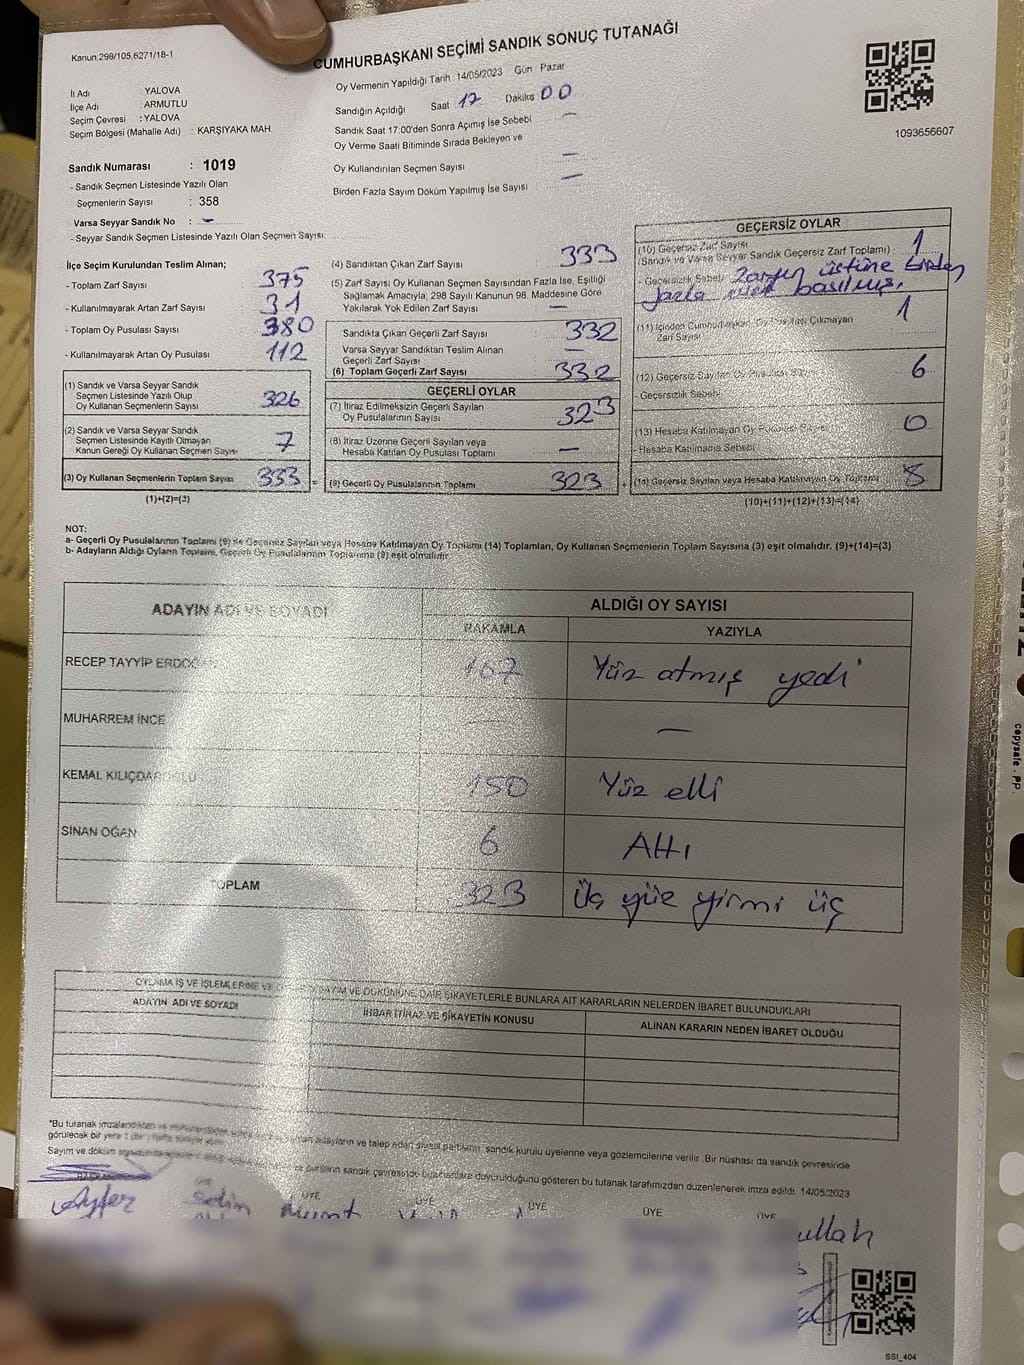 Kanun:298/105,6271/18-1
CUMHURBAŞKANI SEÇİMİ SANDIK SONUÇ TUTANAĞI
İl Adı : YALOVA
İlçe Adı : ARMUTLU
Seçim Çevresi : YALOVA
Seçim Bölgesi (Mahalle Adı) : KARŞIYAKA MAH.
Sandık Numarası : 1019
- Sandık Seçmen Listesinde Yazılı Olan
Seçmenlerin Sayısı : 358
Varsa Seyyar Sandık No : -
- Seyyar Sandık Seçmen Listesinde Yazılı Olan Seçmen Sayısı:
Oy Vermenin Yapıldığı Tarih :14/05/2023 Gün Pazar
Sandığın Açıldığı Saat 17 Dakika 00
Sandık Saat 17:00'den Sonra Açılmış İse Sebebi -
Oy Verme Saati Bitiminde Sırada Bekleyen ve
Oy Kullandırılan Seçmen Sayısı -
Birden Fazla Sayım Döküm Yapılmış İse Sayısı -
1093656607
İlçe Seçim Kurulundan Teslim Alınan;
- Toplam Zarf Sayısı 375
- Kullanılmayarak Artan Zarf Sayısı 31
- Toplam Oy Pusulası Sayısı 380
- Kullanılmayarak Artan Oy Pusulası 112
(1) Sandık ve Varsa Seyyar Sandık
Seçmen Listesinde Yazılı Olup
Oy Kullanan Seçmenlerin Sayısı 326
(2) Sandık ve Varsa Seyyar Sandık
Seçmen Listesinde Kayıtlı Olmayan
Kanun Gereği Oy Kullanan Seçmen Sayısı 7
(3) Oy Kullanan Seçmenlerin Toplam Sayısı 333 =
(1)+(2)=(3)
(4) Sandıktan Çıkan Zarf Sayısı 333
(5) Zarf Sayısı Oy Kullanan Seçmen Sayısından Fazla İse, Eşitliği
Sağlamak Amacıyla; 298 Sayılı Kanunun 98. Maddesine Göre
Yakılarak Yok Edilen Zarf Sayısı -
Sandıkta Çıkan Geçerli Zarf Sayısı 332
Varsa Seyyar Sandıktan Teslim Alınan
Geçerli Zarf Sayısı -
(6) Toplam Geçerli Zarf Sayısı 332
GEÇERLİ OYLAR
(7) İtiraz Edilmeksizin Geçerli Sayılan
Oy Pusulalarının Sayısı 323
(8) İtiraz Üzerine Geçerli Sayılan veya
Hesaba Katılan Oy Pusulası Toplamı -
(9) Geçerli Oy Pusulalarının Toplamı 323 +
GEÇERSİZ OYLAR
(10) Geçersiz Zarf Sayısı
(Sandık ve Varsa Seyyar Sandık Geçersiz Zarf Toplamı) 1
- Geçersizlik Sebebi Zarfın üstüne birden
fazla basılmış.
(11) İçinden Cumhurbaşkanı Oy Pusulası Çıkmayan
Zarf Sayısı 1
(12) Geçersiz Sayılan Oy Pusulası Sayısı 6
- Geçersizlik Sebebi
(13) Hesaba Katılmayan Oy Pusulası Sayısı 0
- Hesaba Katılmama Sebebi
(14) Geçersiz Sayılan veya Hesaba Katılmayan Oy Toplamı 8
(10)+(11)+(12)+(13)=(14)
NOT:
a- Geçerli Oy Pusulalarının Toplamı (9) ile Geçersiz Sayılan veya Hesaba Katılmayan Oy Toplamı (14) Toplamları, Oy Kullanan Seçmenlerin Toplam Sayısına (3) eşit olmalıdır. (9)+(14)=(3)
b- Adayların Aldığı Oyların Toplamı, Geçerli Oy Pusulalarının Toplamına (9) eşit olmalıdır.
ADAYIN ADI VE SOYADI ALDIĞI OY SAYISI
RAKAMLA YAZIYLA
RECEP TAYYİP ERDOĞAN 167 Yüz atmış yedi
MUHARREM İNCE - -
KEMAL KILIÇDAROĞLU 150 Yüz elli
SİNAN OĞAN 6 Altı
TOPLAM 323 Üç yüz yirmi üç
OYLAMA İŞ VE İŞLEMLERİNE VE SAYIM VE DÖKÜMÜNE DAİR ŞİKAYETLERLE BUNLARA AİT KARARLARIN NELERDEN İBARET BULUNDUKLARI
ADAYIN ADI VE SOYADI İHBAR İTİRAZ VE ŞİKAYETİN KONUSU ALINAN KARARIN NEDEN İBARET OLDUĞU
*Bu tutanak imzalandıktan ve adayların ve talep eden siyasi partilerin sandık kurulu üyelerine veya gözlemcilerine verilir. Bir nüshası da sandık çevresinde
görülecek bir yere
Sayım ve döküm bunların sandık çevresinde bulunanlara duyurulduğunu gösteren bu tutanak tarafımızdan düzenlenerek imza edildi. 14/05/2023
ÜYE ÜYE ÜYE ÜYE ÜYE ÜYE
Ayfer Selim Murat
ullah
SSI_404
copysafe . PP.